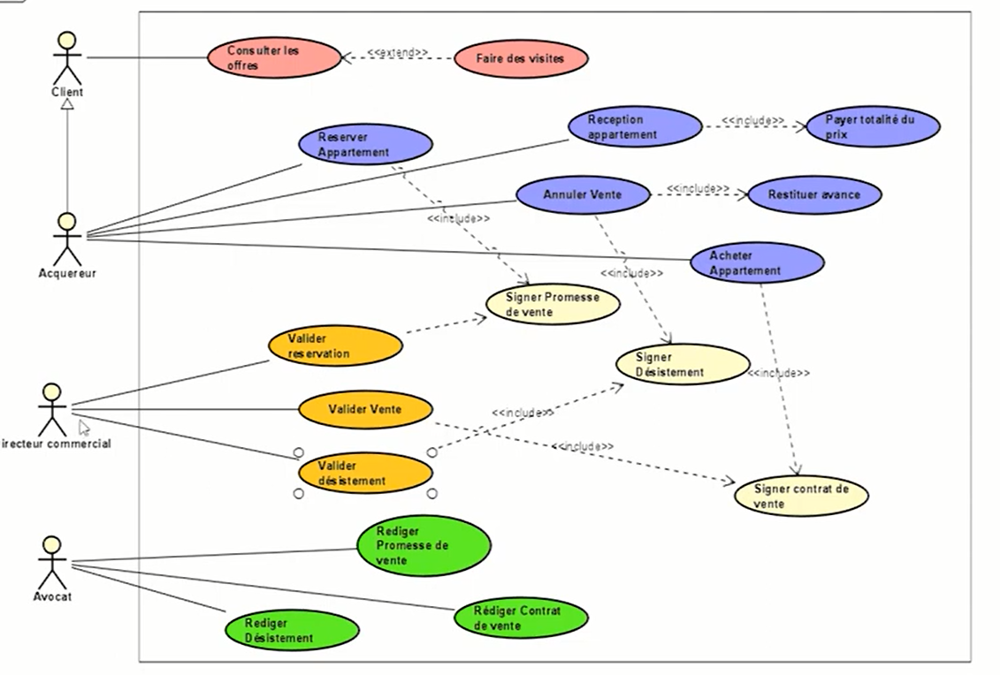 Client
Consulter les
offres
<<extend>>
Faire des visites
Reserver
Appartement
Reception
appartement
<<include>>
Payer totalité du
prix
Annuler Vente
<<include>>
Restituer avance
<<include>>
Acquereur
Acheter
Appartement
<<include>>
Signer Promesse
de vente
Valider
reservation
Signer
Désistement
<<include>>
irecteur commercial
Valider Vente
<<include>>
<<include>>
Valider
désistement
Signer contrat de
vente
Avocat
Rediger
Promesse de
vente
Rediger
Désistement
Rédiger Contrat
de vente